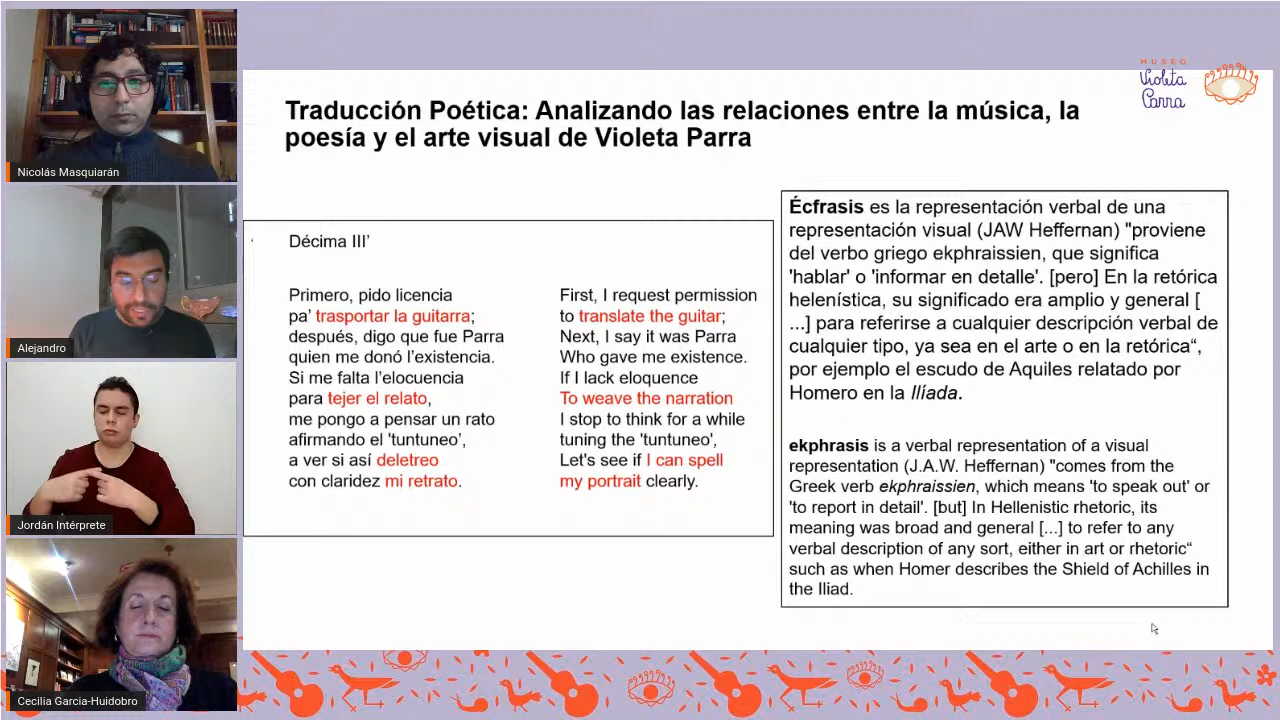 Nicolás Masquiarán
Alejandro
Jordán Intérprete
Cecilia Garcia-Huidobro
MUSEO
Violeta
Parra
Traducción Poética: Analizando las relaciones entre la música, la
poesía y el arte visual de Violeta Parra
Décima III’
Primero, pido licencia
pa’ trasportar la guitarra;
después, digo que fue Parra
quien me donó l’existencia.
Si me falta l’elocuencia
para tejer el relato,
me pongo a pensar un rato
afirmando el 'tuntuneo’,
a ver si así deletreo
con claridez mi retrato.
First, I request permission
to translate the guitar;
Next, I say it was Parra
Who gave me existence.
If I lack eloquence
To weave the narration
I stop to think for a while
tuning the 'tuntuneo',
Let's see if I can spell
my portrait clearly.
Écfrasis es la representación verbal de una
representación visual (JAW Heffernan) "proviene
del verbo griego ekphraissien, que significa
'hablar' o 'informar en detalle'. [pero] En la retórica
helenística, su significado era amplio y general [
...] para referirse a cualquier descripción verbal de
cualquier tipo, ya sea en el arte o en la retórica“,
por ejemplo el escudo de Aquiles relatado por
Homero en la Ilíada.
ekphrasis is a verbal representation of a visual
representation (J.A.W. Heffernan) "comes from the
Greek verb ekphraissien, which means 'to speak out' or
'to report in detail'. [but] In Hellenistic rhetoric, its
meaning was broad and general [...] to refer to any
verbal description of any sort, either in art or rhetoric“
such as when Homer describes the Shield of Achilles in
the Iliad.